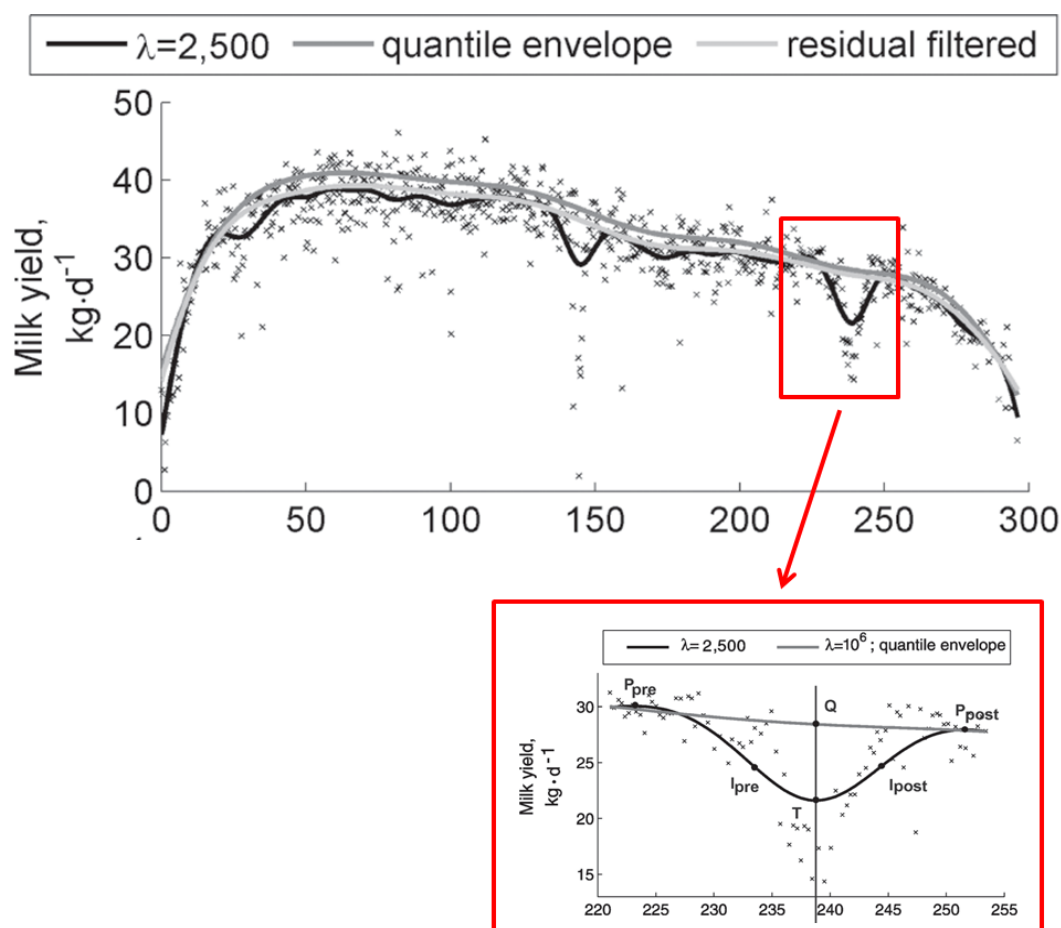 λ=2,500 quantile envelope residual filtered
Milk yield,
kg·d-1
50
40
30
20
10
0
0 50 100 150 200 250 300
λ=2,500 λ=10^6 ; quantile envelope
Milk yield,
kg·d-1
30
25
20
15
Ppre
Q
Ppost
Ipre
Ipost
T
220 225 230 235 240 245 250 255